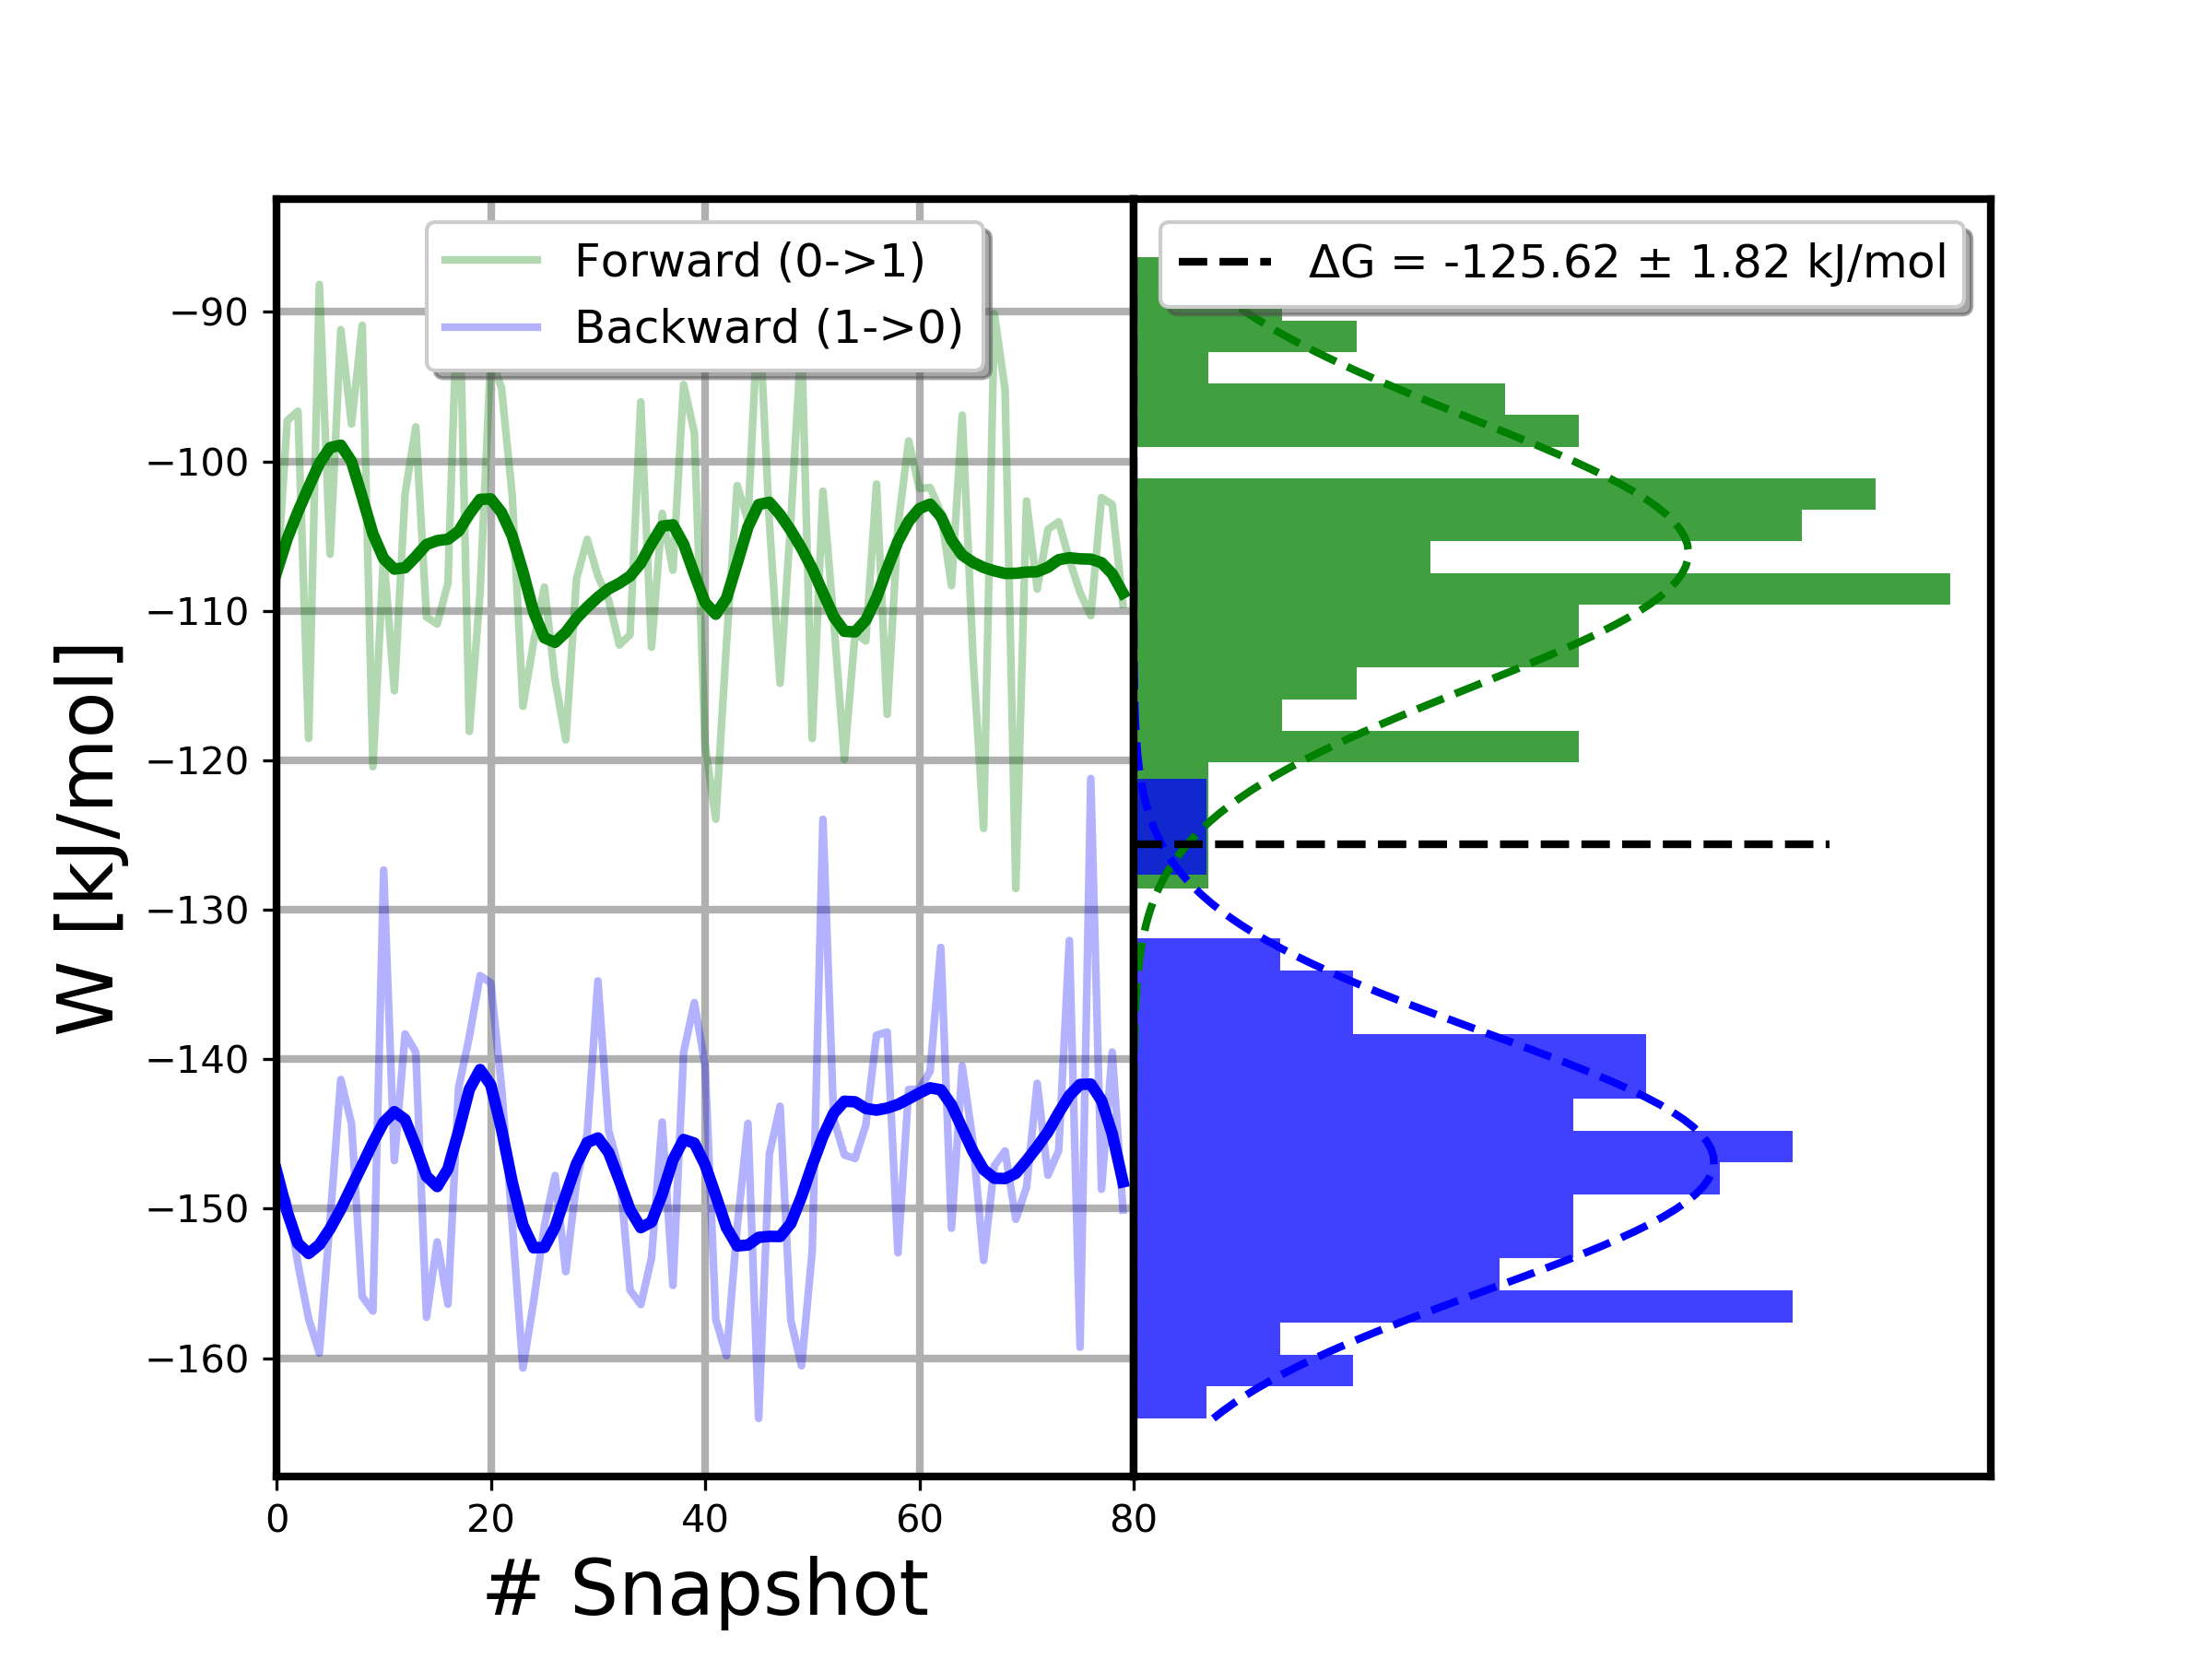 Forward (0->1)
Backward (1->0)
ΔG = -125.62 ± 1.82 kJ/mol
W [kJ/mol]
−90
−100
−110
−120
−130
−140
−150
−160
0 20 40 60 80
# Snapshot